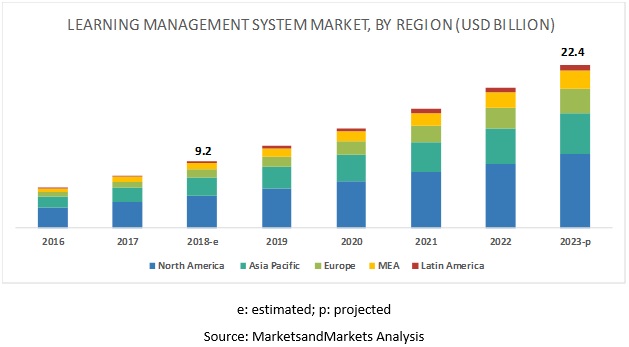 LEARNING MANAGEMENT SYSTEM MARKET, BY REGION (USD BILLION)
22.4
9.2
2016 2017 2018-e 2019 2020 2021 2022 2023-p
North America Asia Pacific Europe MEA Latin America
e: estimated; p: projected
Source: MarketsandMarkets Analysis